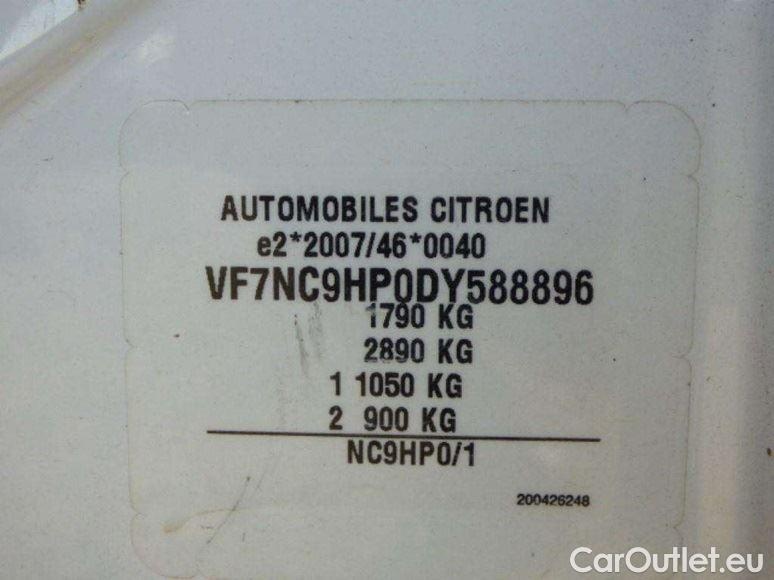 AUTOMOBILES CITROEN
e2*2007/46*0040
VF7NC9HP0DY588896
1790 KG
2890 KG
1 1050 KG
2 900 KG
NC9HP0/1
200426248
CarOutlet.eu